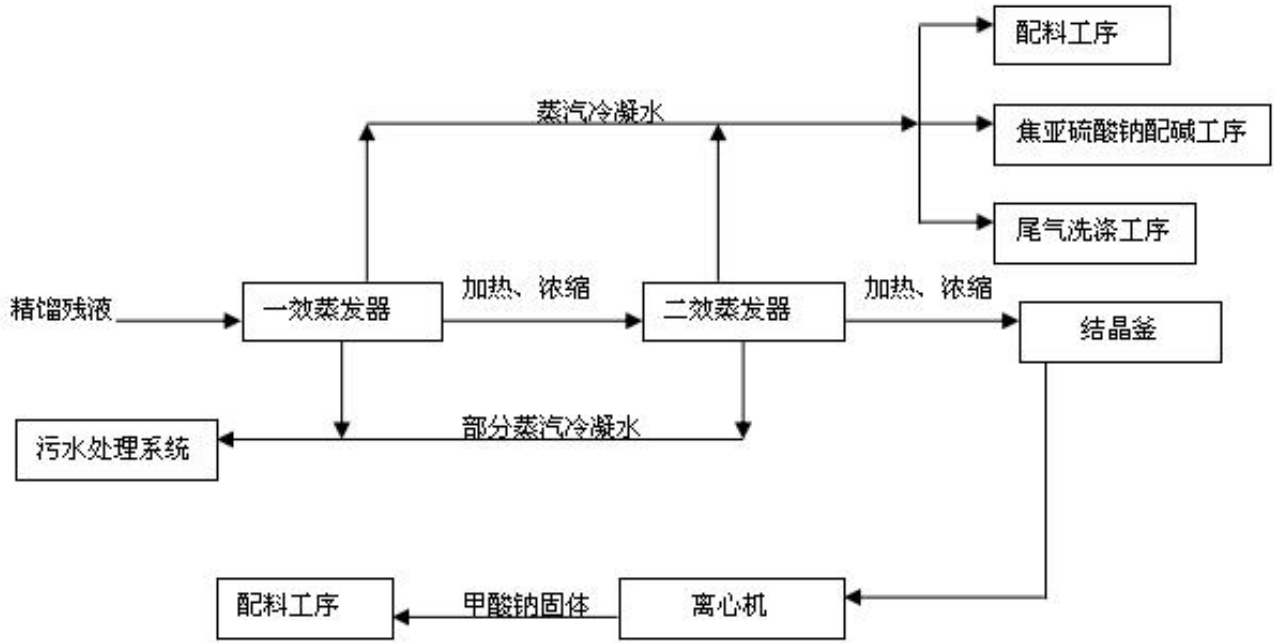 配料工序
蒸汽冷凝水
焦亚硫酸钠配碱工序
尾气洗涤工序
精馏残液
一效蒸发器
加热、浓缩
二效蒸发器
加热、浓缩
结晶釜
污水处理系统
部分蒸汽冷凝水
配料工序
甲酸钠固体
离心机